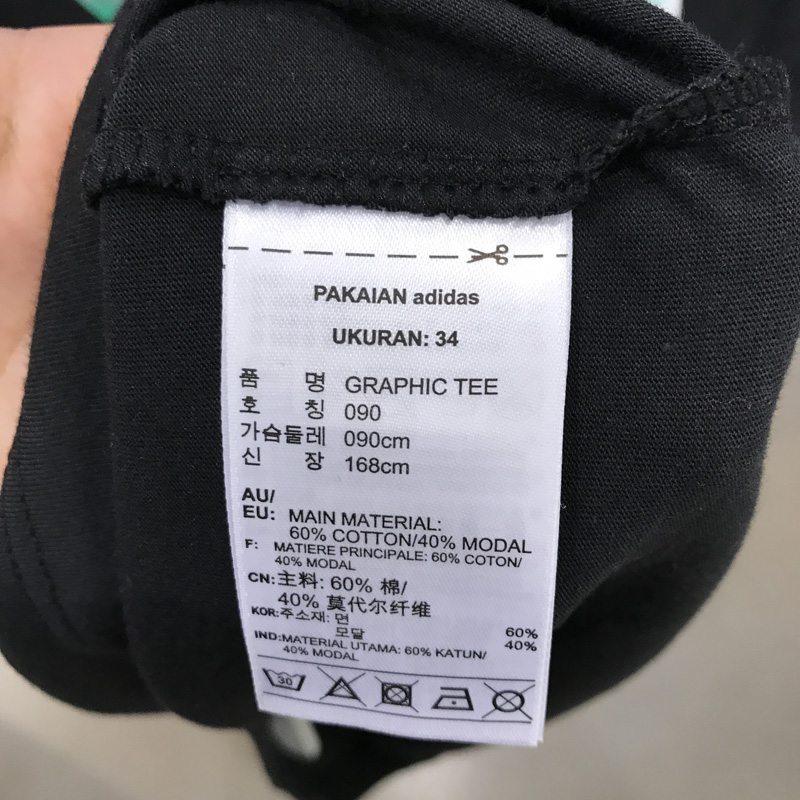 PAKAIAN adidas
UKURAN: 34
품 명 GRAPHIC TEE
호 칭 090
가슴둘레 090cm
신 장 168cm
AU/
EU: MAIN MATERIAL:
60% COTTON/40% MODAL
F: MATIERE PRINCIPALE: 60% COTON/
40% MODAL
CN:主料: 60% 棉/
40% 莫代尔纤维
KOR:주소재: 면 60%
모달 40%
IND:MATERIAL UTAMA: 60% KATUN/
40% MODAL
30